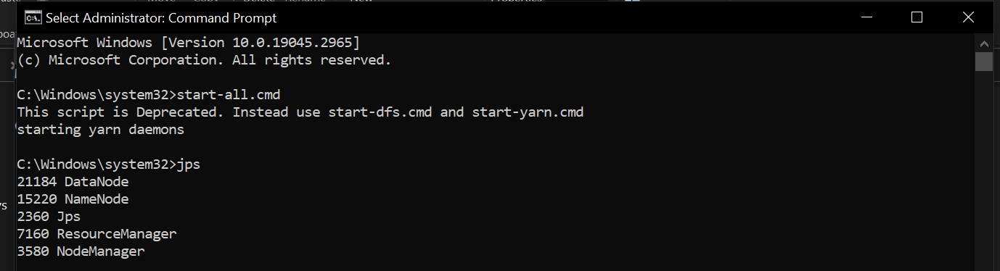 Select Administrator: Command Prompt
Microsoft Windows [Version 10.0.19045.2965]
(c) Microsoft Corporation. All rights reserved.
C:\Windows\system32>start-all.cmd
This script is Deprecated. Instead use start-dfs.cmd and start-yarn.cmd
starting yarn daemons
C:\Windows\system32>jps
21184 DataNode
15220 NameNode
2360 Jps
7160 ResourceManager
3580 NodeManager